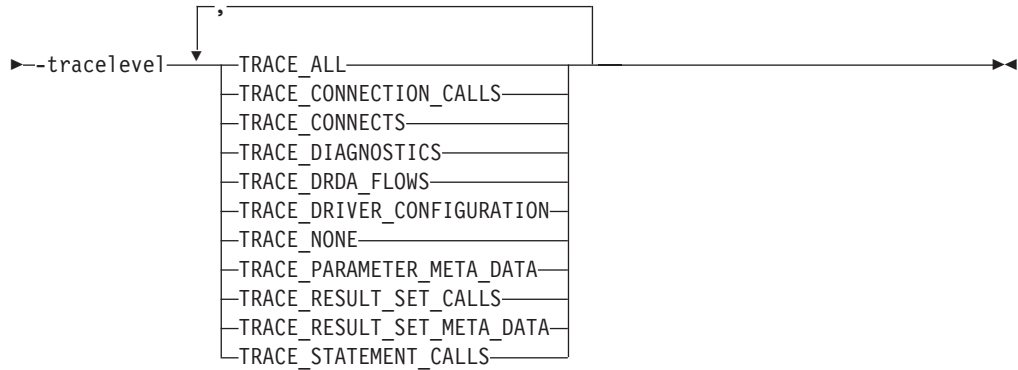 ,
-tracelevel TRACE_ALL
TRACE_CONNECTION_CALLS
TRACE_CONNECTS
TRACE_DIAGNOSTICS
TRACE_DRDA_FLOWS
TRACE_DRIVER_CONFIGURATION
TRACE_NONE
TRACE_PARAMETER_META_DATA
TRACE_RESULT_SET_CALLS
TRACE_RESULT_SET_META_DATA
TRACE_STATEMENT_CALLS